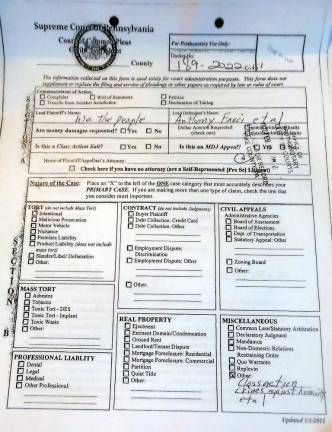 Supreme Court of Pennsylvania
Court of Common Pleas
Civil Cover Sheet
County
For Prothonotary Use Only:
Docket No:
149-2022
The information collected on this form is used solely for court administration purposes. This form does not
supplement or replace the filing and service of pleadings or other papers as required by law or rules of court.
Commencement of Action:
Complaint Writ of Summons Petition
Transfer from Another Jurisdiction Declaration of Taking
Lead Plaintiff's Name:
We the People
Lead Defendant's Name:
Anthony et al
Are money damages requested? Yes No
Dollar Amount Requested:
(check one)
Is this a Class Action Suit? Yes No
Is this an MDJ Appeal? Yes No
Name of Plaintiff/Appellant's Attorney:
Check here if you have no attorney (are a Self-Represented [Pro Se] Litigant)
Nature of the Case: Place an "X" to the left of the ONE case category that most accurately describes your
PRIMARY CASE. If you are making more than one type of claim, check the one that
you consider most important.
SECTION
B
TORT (do not include Mass Tort)
Intentional
Malicious Prosecution
Motor Vehicle
Nuisance
Premises Liability
Product Liability (does not include
mass tort)
Slander/Libel/ Defamation
Other:
MASS TORT
Asbestos
Tobacco
Toxic Tort - DES
Toxic Tort - Implant
Toxic Waste
Other:
PROFESSIONAL LIABILITY
Dental
Legal
Medical
Other Professional:
CONTRACT (do not include Judgments)
Buyer Plaintiff
Debt Collection: Credit Card
Debt Collection: Other
Employment Dispute:
Discrimination
Employment Dispute: Other
Other:
REAL PROPERTY
Ejectment
Eminent Domain/Condemnation
Ground Rent
Landlord/Tenant Dispute
Mortgage Foreclosure: Residential
Mortgage Foreclosure: Commercial
Partition
Quiet Title
Other:
CIVIL APPEALS
Administrative Agencies
Board of Assessment
Board of Elections
Dept. of Transportation
Statutory Appeal: Other
Zoning Board
Other:
MISCELLANEOUS
Common Law/Statutory Arbitration
Declaratory Judgment
Mandamus
Non-Domestic Relations
Restraining Order
Quo Warranto
Replevin
Other:
Class action
crimes against humanity
et al
Updated 1/1/2011